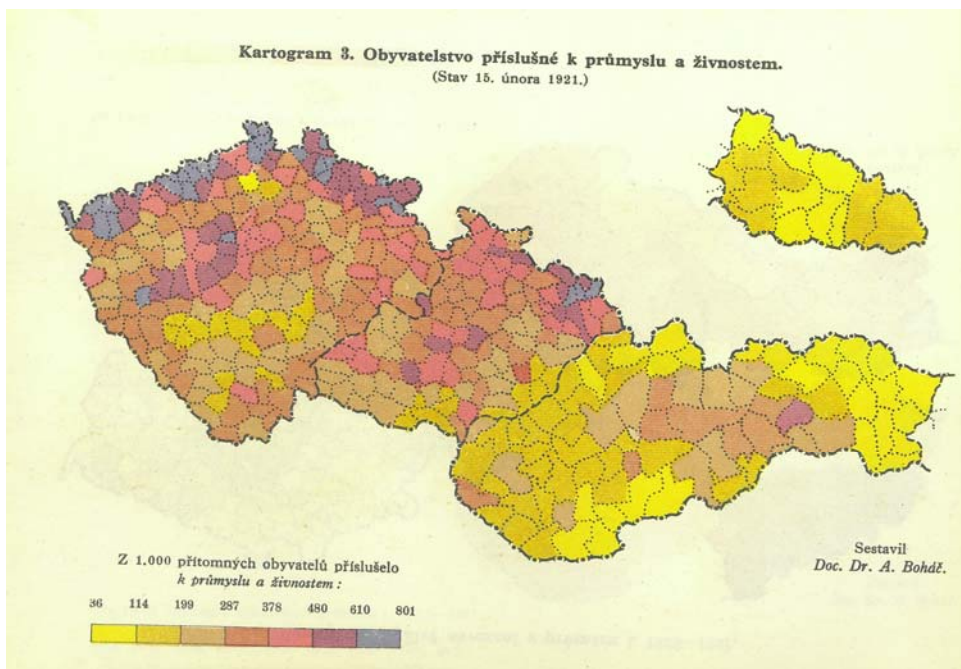 Kartogram 3. Obyvatelstvo příslušné k průmyslu a živnostem.
(Stav 15. února 1921.)
Sestavil
Doc. Dr. A. Boháč.
Z 1.000 přítomných obyvatelů příslušelo
k průmyslu a živnostem :
36 114 199 287 378 480 610 801